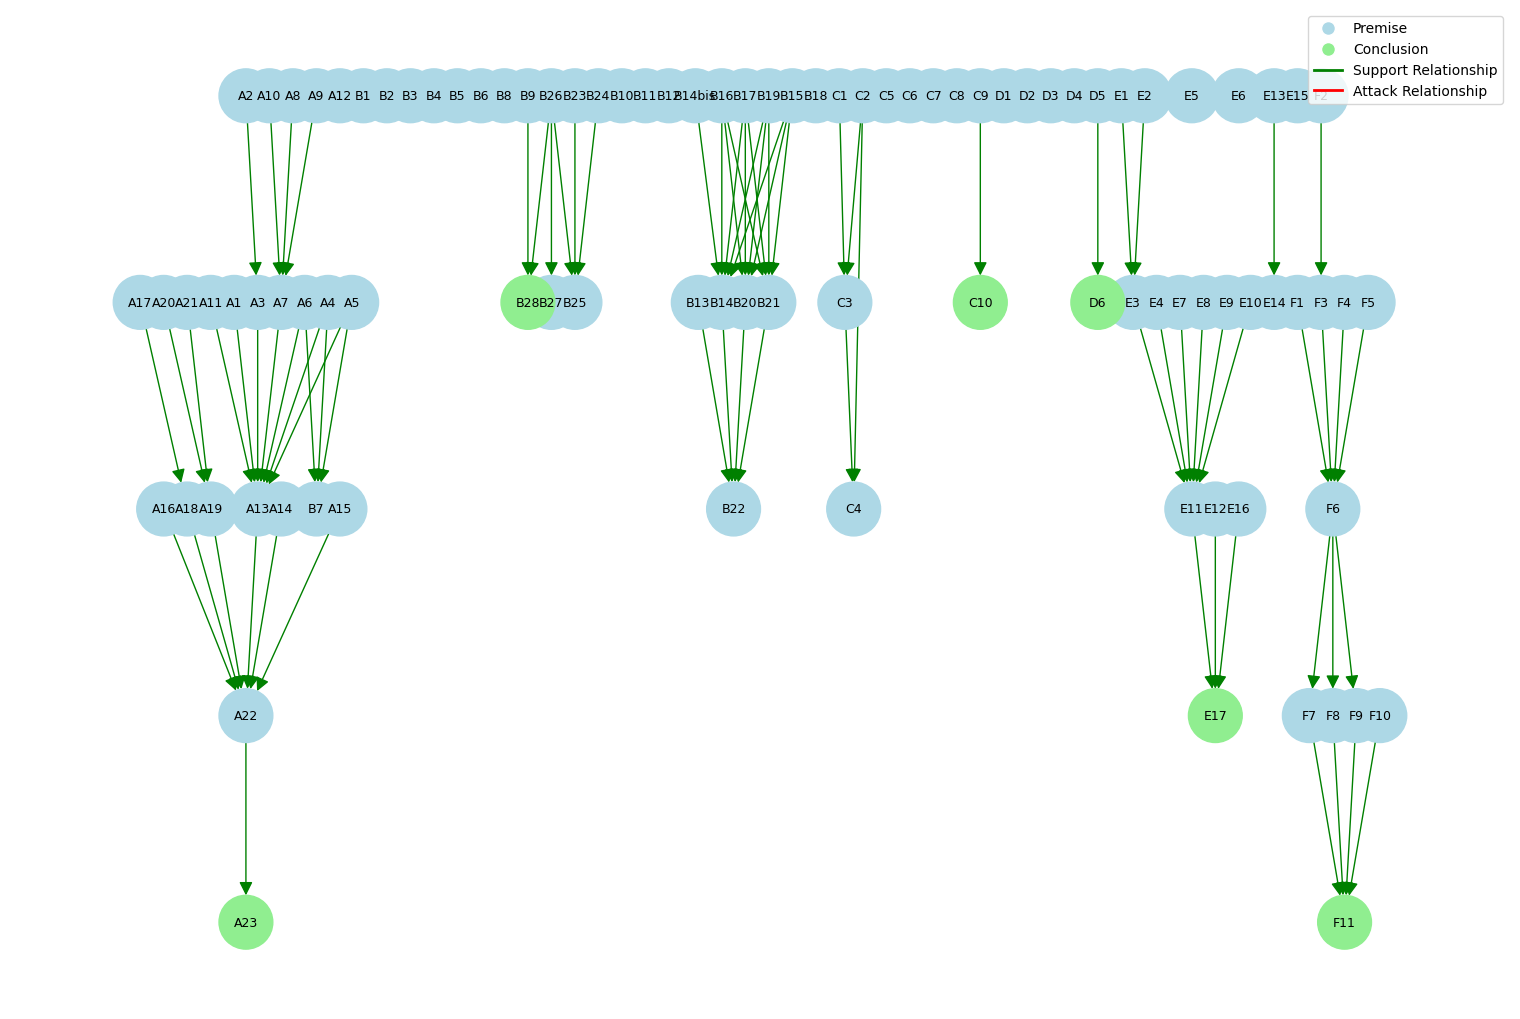 Premise
Conclusion
Support Relationship
Attack Relationship
A2 A10 A8 A9 A12 B1 B2 B3 B4 B5 B6 B8 B9 B26 B23 B24 B10 B11 B12 B14bis B16 B17 B19 B15 B18 C1 C2 C5 C6 C7 C8 C9 D1 D2 D3 D4 D5 E1 E2 E5 E6 E13 E15 F2
A17 A20 A21 A11 A1 A3 A7 A6 A4 A5 B28 B27 B25 B13 B14 B20 B21 C3 C10 D6 E3 E4 E7 E8 E9 E10 E14 F1 F3 F4 F5
A16 A18 A19 A13 A14 B7 A15 B22 C4 E11 E12 E16 F6
A22 E17 F7 F8 F9 F10
A23 F11